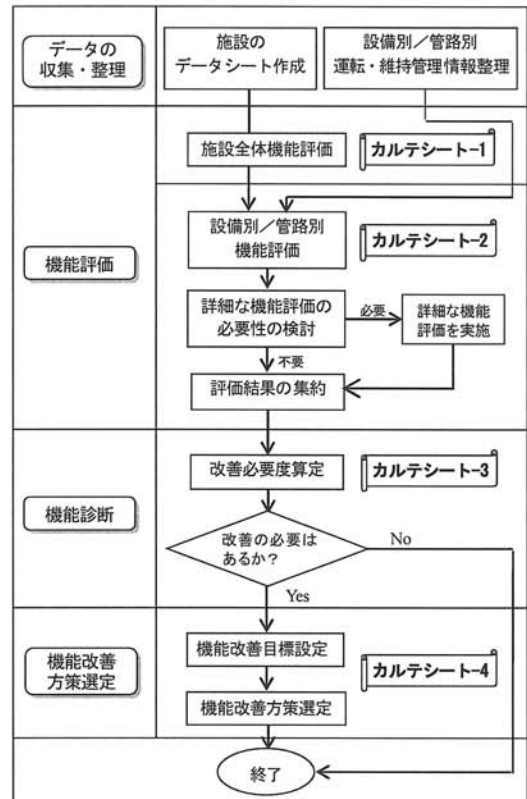 データの
収集・整理
施設の
データシート作成
設備別／管路別
運転・維持管理情報整理
機能評価
施設全体機能評価
カルテシート-1
設備別／管路別
機能評価
カルテシート-2
詳細な機能評価の
必要性の検討
必要
詳細な機能
評価を実施
不要
評価結果の集約
機能診断
改善必要度算定
カルテシート-3
改善の必要は
あるか？
No
Yes
機能改善
方策選定
機能改善目標設定
カルテシート-4
機能改善方策選定
終了